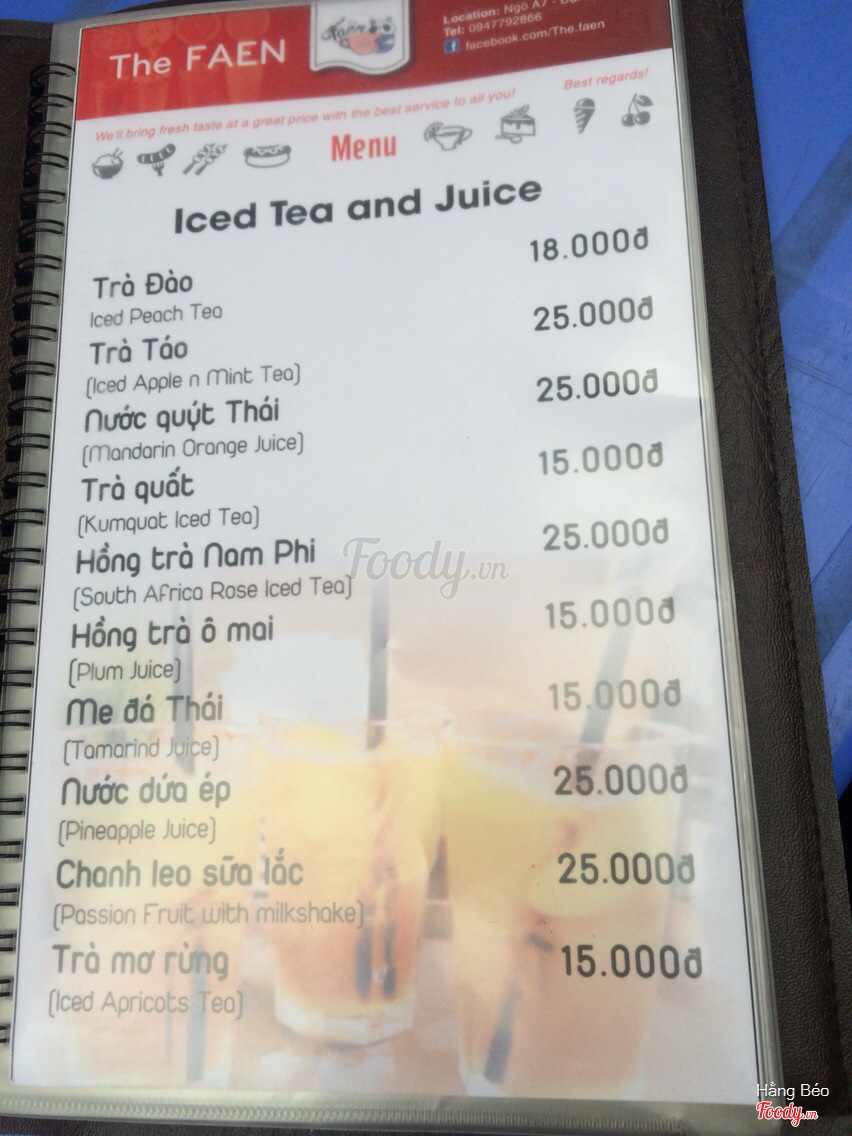 The FAEN
Faen
Location: Ngõ A7 -
Tel: 0947792866
facebook.com/The.faen
We'll bring fresh taste at a great price with the best service to all you!
Best regards!
Menu
Iced Tea and Juice
Trà Đào 18.000đ
Iced Peach Tea
Trà Táo 25.000đ
(Iced Apple n Mint Tea)
Nước quýt Thái 25.000đ
(Mandarin Orange Juice)
Trà quất 15.000đ
(Kumquat Iced Tea)
Hồng trà Nam Phi 25.000đ
(South Africa Rose Iced Tea)
Hồng trà ô mai 15.000đ
(Plum Juice)
Me đá Thái 15.000đ
(Tamarind Juice)
Nước dứa ép 25.000đ
(Pineapple Juice)
Chanh leo sữa lắc 25.000đ
(Passion Fruit with milkshake)
Trà mơ rừng 15.000đ
(Iced Apricots Tea)
Foody.vn
Hằng Béo
Foody.vn